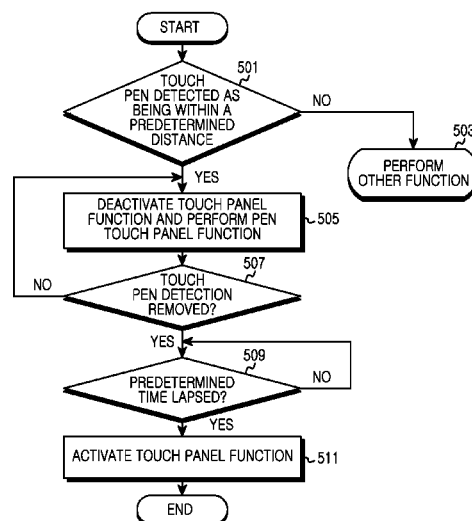 START
501
TOUCH
PEN DETECTED AS
BEING WITHIN A
PREDETERMINED
DISTANCE
NO
503
PERFORM
OTHER FUNCTION
YES
DEACTIVATE TOUCH PANEL
FUNCTION AND PERFORM PEN
TOUCH PANEL FUNCTION
505
507
TOUCH
PEN DETECTION
REMOVED?
NO
YES
509
PREDETERMINED
TIME LAPSED?
NO
YES
ACTIVATE TOUCH PANEL FUNCTION
511
END